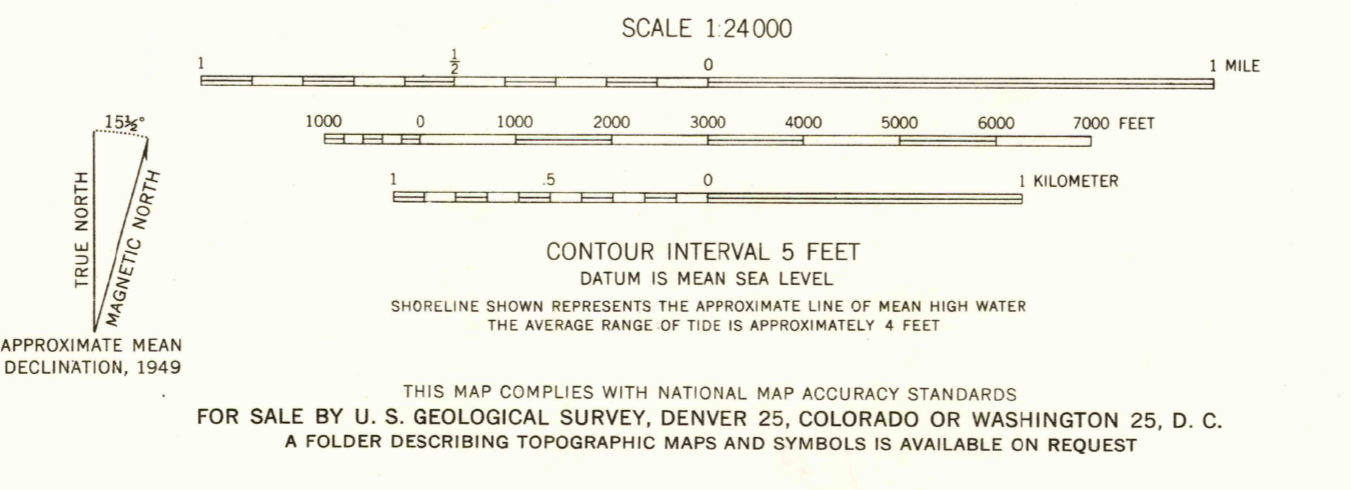 SCALE 1:24000
1 ½ 0 1 MILE
1000 0 1000 2000 3000 4000 5000 6000 7000 FEET
1 .5 0 1 KILOMETER
15½°
TRUE NORTH
MAGNETIC NORTH
APPROXIMATE MEAN
DECLINATION, 1949
CONTOUR INTERVAL 5 FEET
DATUM IS MEAN SEA LEVEL
SHORELINE SHOWN REPRESENTS THE APPROXIMATE LINE OF MEAN HIGH WATER
THE AVERAGE RANGE OF TIDE IS APPROXIMATELY 4 FEET
THIS MAP COMPLIES WITH NATIONAL MAP ACCURACY STANDARDS
FOR SALE BY U. S. GEOLOGICAL SURVEY, DENVER 25, COLORADO OR WASHINGTON 25, D. C.
A FOLDER DESCRIBING TOPOGRAPHIC MAPS AND SYMBOLS IS AVAILABLE ON REQUEST